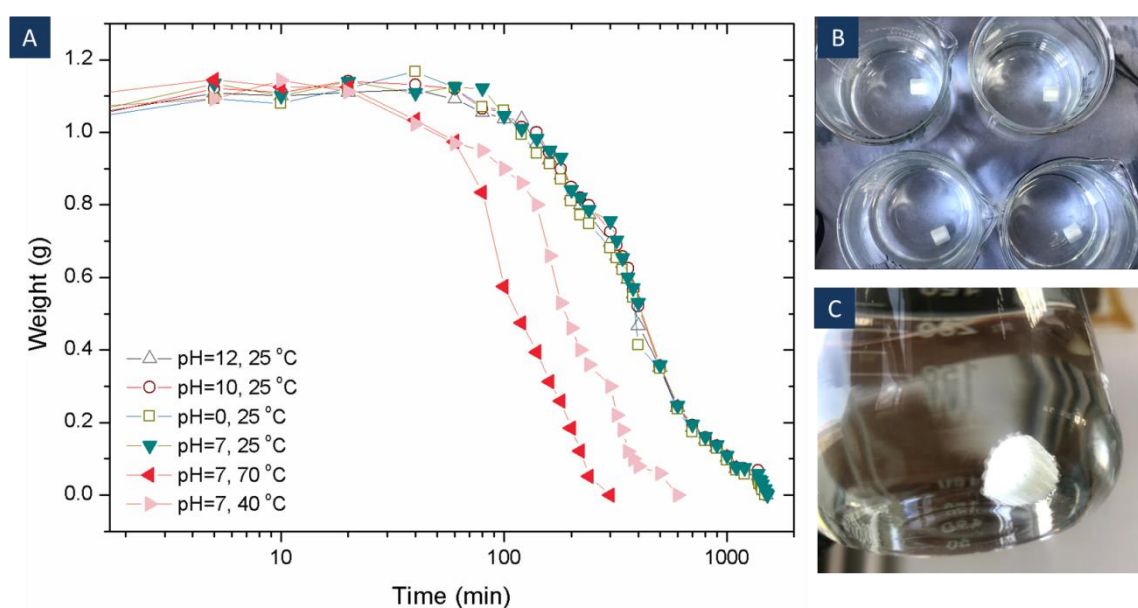 A
B
C
1.2
1.0
0.8
0.6
0.4
0.2
0.0
Weight (g)
pH=12, 25 °C
pH=10, 25 °C
pH=0, 25 °C
pH=7, 25 °C
pH=7, 70 °C
pH=7, 40 °C
10
100
1000
Time (min)